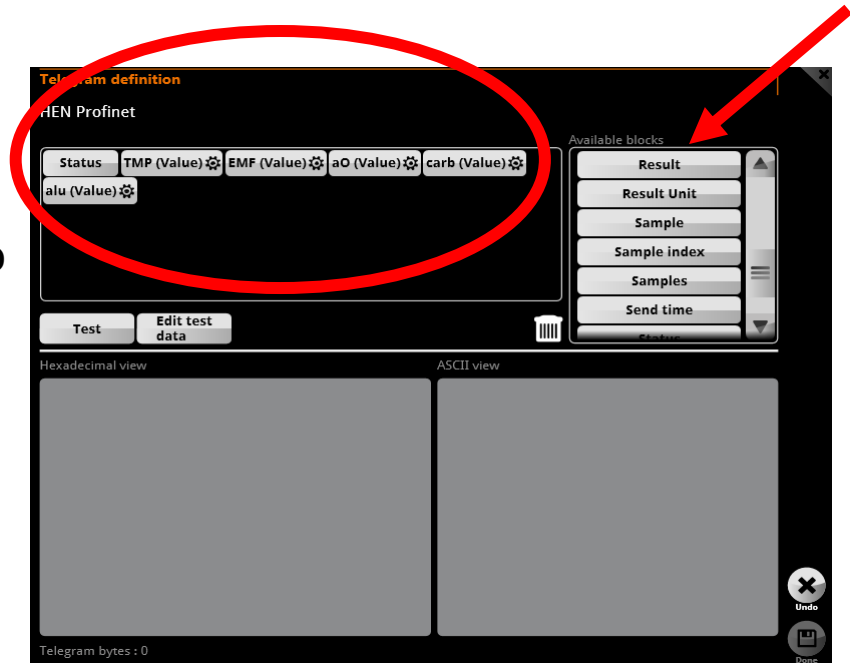 Telegram definition
HEN Profinet
Available blocks
Status TMP (Value) EMF (Value) aO (Value) carb (Value)
alu (Value)
Result
Result Unit
Sample
Sample index
Samples
Send time
Status
Test
Edit test
data
Hexadecimal view
ASCII view
Undo
Done
Telegram bytes : 0